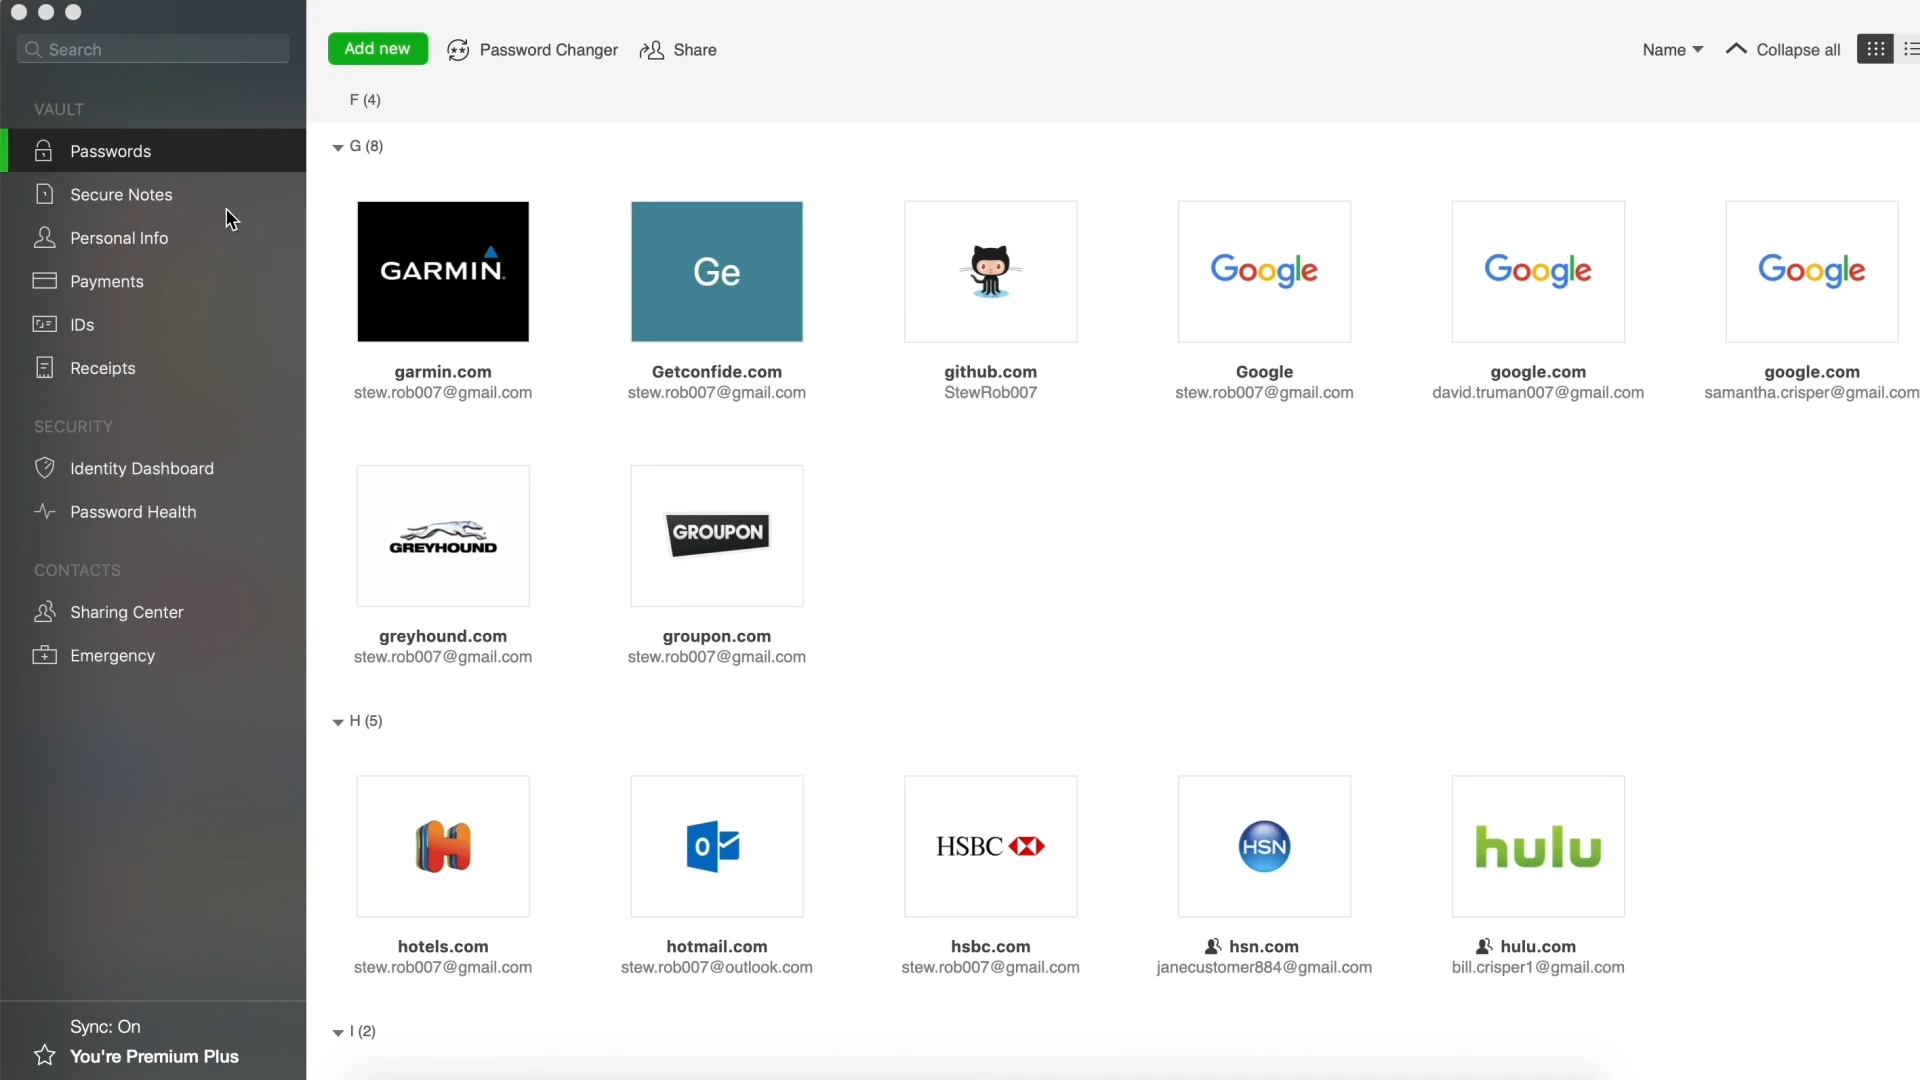 Search
Add new
Password Changer
Share
Name
Collapse all
VAULT
Passwords
Secure Notes
Personal Info
Payments
IDs
Receipts
SECURITY
Identity Dashboard
Password Health
CONTACTS
Sharing Center
Emergency
Sync: On
You're Premium Plus
F (4)
G (8)
GARMIN
Ge
Google
Google
Google
garmin.com
Getconfide.com
github.com
Google
google.com
google.com
stew.rob007@gmail.com
stew.rob007@gmail.com
StewRob007
stew.rob007@gmail.com
david.truman007@gmail.com
samantha.crisper@gmail.com
GREYHOUND
GROUPON
greyhound.com
groupon.com
stew.rob007@gmail.com
stew.rob007@gmail.com
H (5)
H
O
HSBC
HSN
hulu
hotels.com
hotmail.com
hsbc.com
hsn.com
hulu.com
stew.rob007@gmail.com
stew.rob007@outlook.com
stew.rob007@gmail.com
janecustomer884@gmail.com
bill.crisper1@gmail.com
I (2)